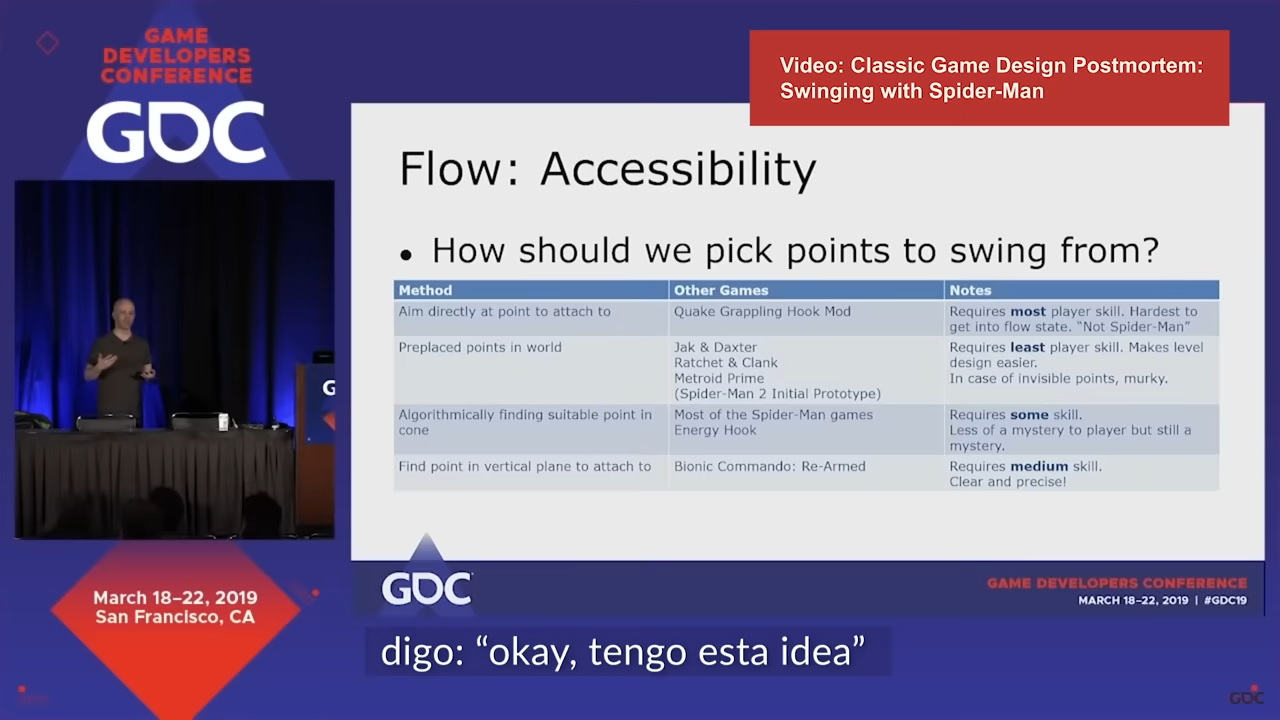 GAME
DEVELOPERS
CONFERENCE
GDC
Video: Classic Game Design Postmortem:
Swinging with Spider-Man
Flow: Accessibility
• How should we pick points to swing from?
Method Other Games Notes
Aim directly at point to attach to Quake Grappling Hook Mod Requires most player skill. Hardest to
get into flow state. “Not Spider-Man”
Preplaced points in world Jak & Daxter Requires least player skill. Makes level
Ratchet & Clank design easier.
Metroid Prime In case of invisible points, murky.
(Spider-Man 2 Initial Prototype)
Algorithmically finding suitable point in Most of the Spider-Man games Requires some skill.
cone Energy Hook Less of a mystery to player but still a
mystery.
Find point in vertical plane to attach to Bionic Commando: Re-Armed Requires medium skill.
Clear and precise!
G
March 18–22, 2019
San Francisco, CA
GDC
GAME DEVELOPERS CONFERENCE
MARCH 18–22, 2019 | #GDC19
digo: “okay, tengo esta idea”
GDC